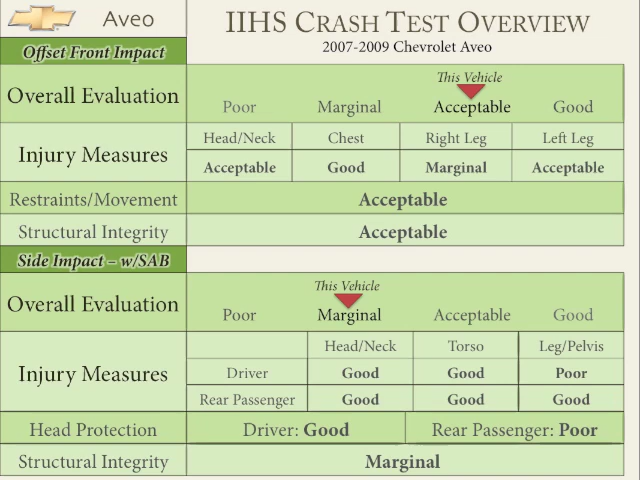 Aveo
IIHS CRASH TEST OVERVIEW
2007-2009 Chevrolet Aveo
Offset Front Impact
This Vehicle
Overall Evaluation Poor Marginal Acceptable Good
Head/Neck Chest Right Leg Left Leg
Injury Measures
Acceptable Good Marginal Acceptable
Restraints/Movement Acceptable
Structural Integrity Acceptable
Side Impact – w/SAB
This Vehicle
Overall Evaluation Poor Marginal Acceptable Good
Head/Neck Torso Leg/Pelvis
Injury Measures Driver Good Good Poor
Rear Passenger Good Good Good
Head Protection Driver: Good Rear Passenger: Poor
Structural Integrity Marginal